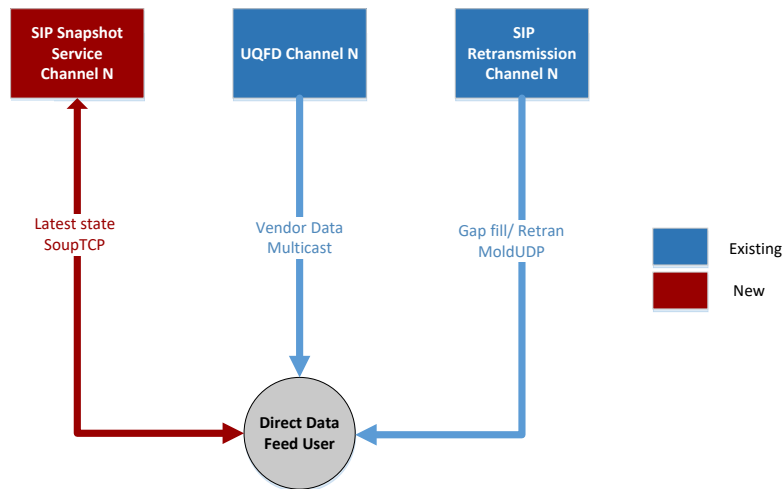 SIP Snapshot
Service
Channel N
UQFD Channel N
SIP
Retransmission
Channel N
Latest state
SoupTCP
Vendor Data
Multicast
Gap fill/ Retran
MoldUDP
Existing
New
Direct Data
Feed User